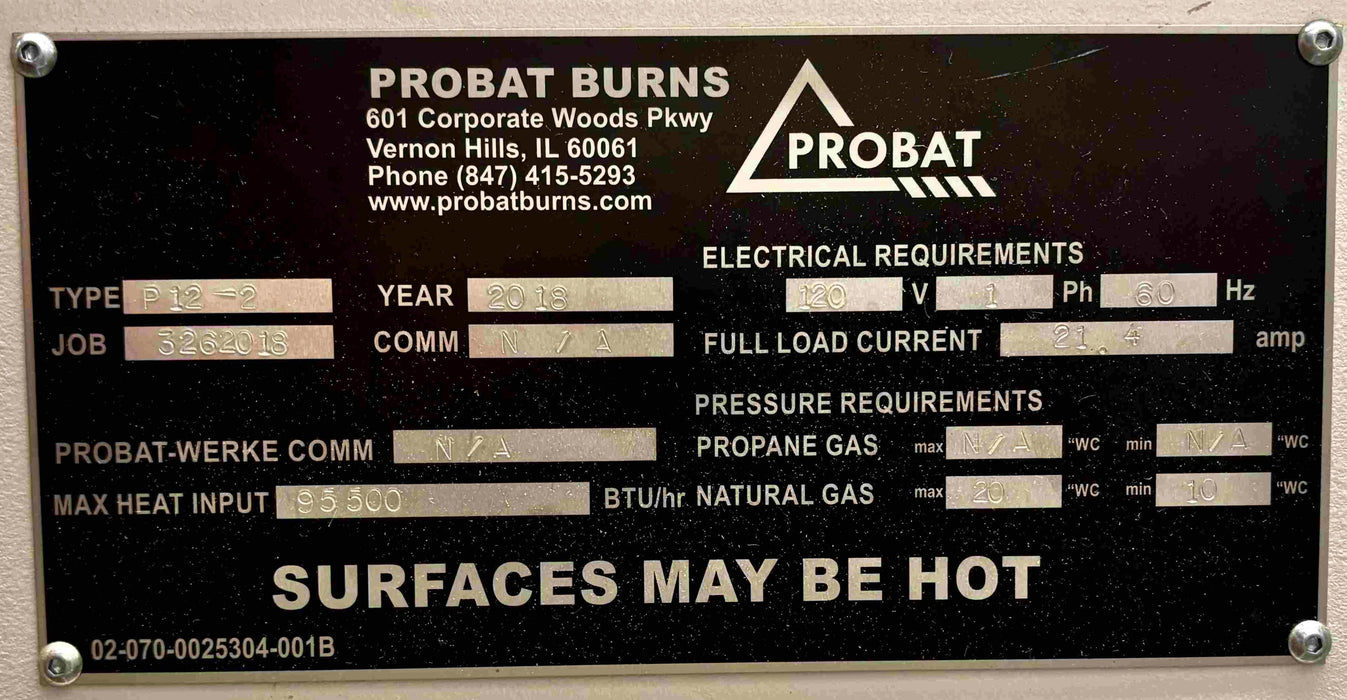 PROBAT BURNS
601 Corporate Woods Pkwy
Vernon Hills, IL 60061
Phone (847) 415-5293
www.probatburns.com
PROBAT
TYPE P12-2 YEAR 2018
JOB 3262018 COMM N/A
ELECTRICAL REQUIREMENTS
120 V 1 Ph 60 Hz
FULL LOAD CURRENT 21.4 amp
PROBAT-WERKE COMM N/A
MAX HEAT INPUT 95500 BTU/hr
PRESSURE REQUIREMENTS
PROPANE GAS max N/A "WC min N/A "WC
NATURAL GAS max 20 "WC min 10 "WC
SURFACES MAY BE HOT
02-070-0025304-001B